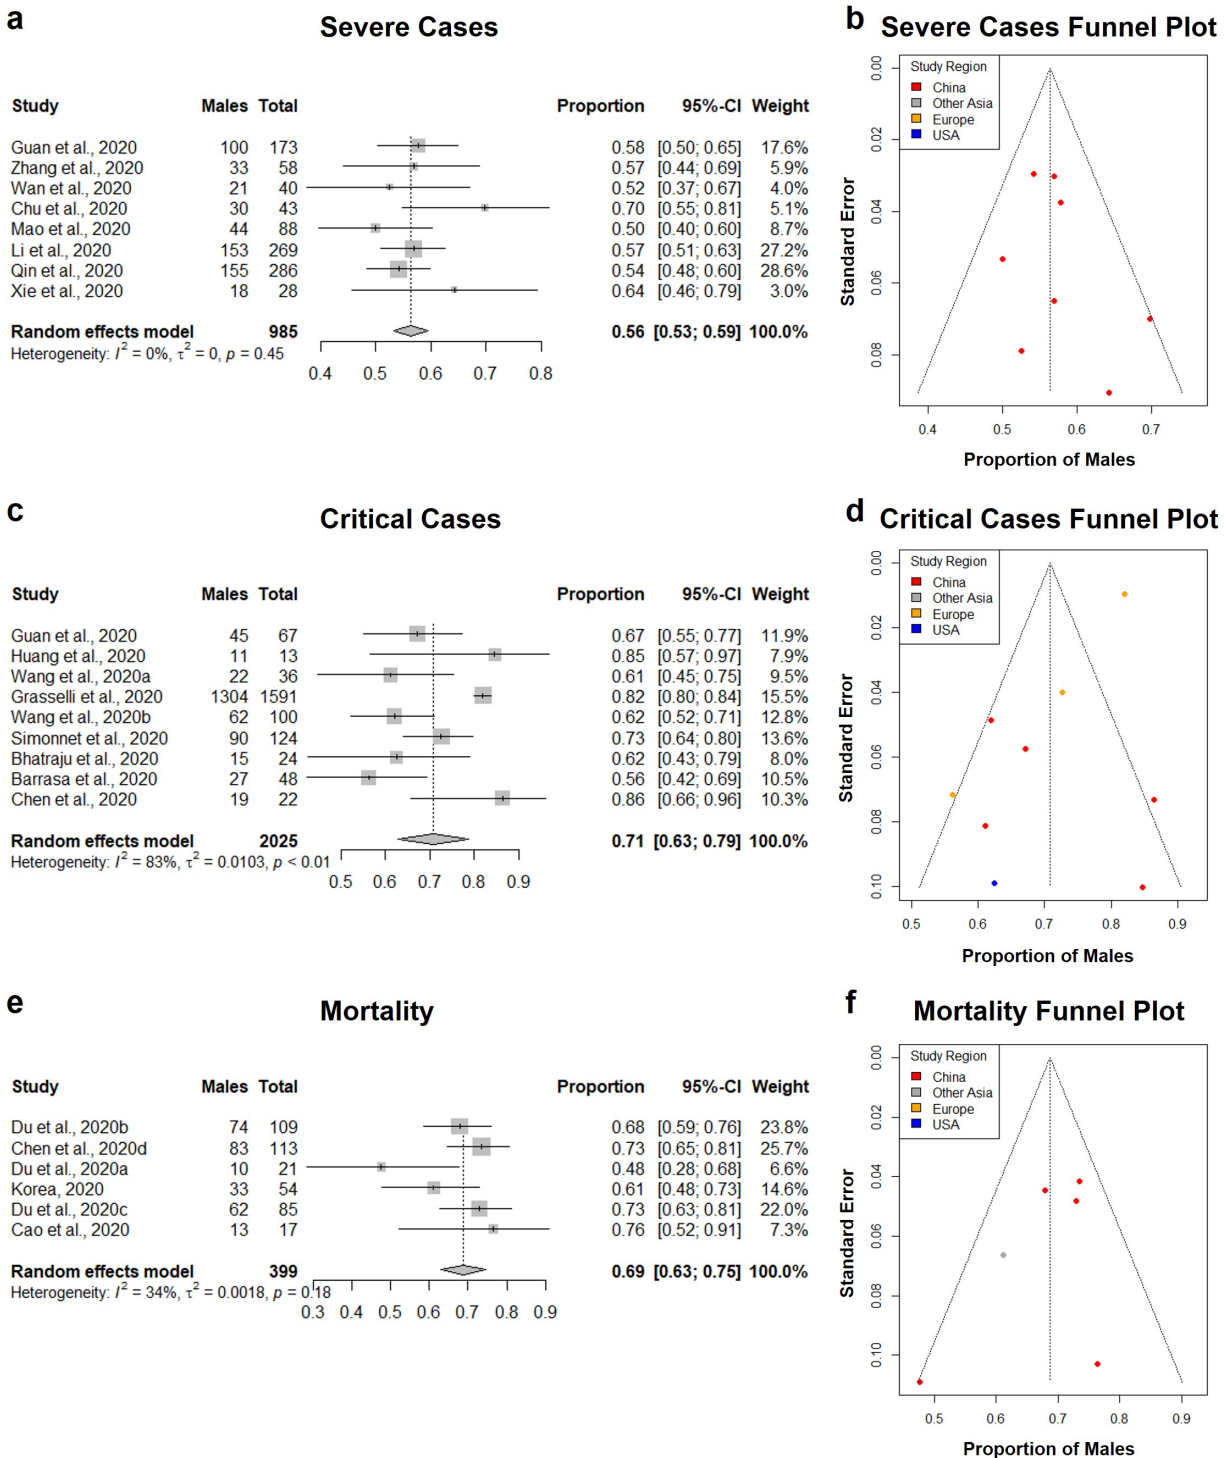 a
Severe Cases
Study Males Total Proportion 95%-CI Weight
Guan et al., 2020 100 173 0.58 [0.50; 0.65] 17.6%
Zhang et al., 2020 33 58 0.57 [0.44; 0.69] 5.9%
Wan et al., 2020 21 40 0.52 [0.37; 0.67] 4.0%
Chu et al., 2020 30 43 0.70 [0.55; 0.81] 5.1%
Mao et al., 2020 44 88 0.50 [0.40; 0.60] 8.7%
Li et al., 2020 153 269 0.57 [0.51; 0.63] 27.2%
Qin et al., 2020 155 286 0.54 [0.48; 0.60] 28.6%
Xie et al., 2020 18 28 0.64 [0.46; 0.79] 3.0%
Random effects model 985 0.56 [0.53; 0.59] 100.0%
Heterogeneity: I² = 0%, τ² = 0, p = 0.45
0.4 0.5 0.6 0.7 0.8
b
Severe Cases Funnel Plot
Study Region
China
Other Asia
Europe
USA
Standard Error
0.00
0.02
0.04
0.06
0.08
0.4 0.5 0.6 0.7
Proportion of Males
c
Critical Cases
Study Males Total Proportion 95%-CI Weight
Guan et al., 2020 45 67 0.67 [0.55; 0.77] 11.9%
Huang et al., 2020 11 13 0.85 [0.57; 0.97] 7.9%
Wang et al., 2020a 22 36 0.61 [0.45; 0.75] 9.5%
Grasselli et al., 2020 1304 1591 0.82 [0.80; 0.84] 15.5%
Wang et al., 2020b 62 100 0.62 [0.52; 0.71] 12.8%
Simonnet et al., 2020 90 124 0.73 [0.64; 0.80] 13.6%
Bhatraju et al., 2020 15 24 0.62 [0.43; 0.79] 8.0%
Barrasa et al., 2020 27 48 0.56 [0.42; 0.69] 10.5%
Chen et al., 2020 19 22 0.86 [0.66; 0.96] 10.3%
Random effects model 2025 0.71 [0.63; 0.79] 100.0%
Heterogeneity: I² = 83%, τ² = 0.0103, p < 0.01
0.5 0.6 0.7 0.8 0.9
d
Critical Cases Funnel Plot
Study Region
China
Other Asia
Europe
USA
Standard Error
0.00
0.02
0.04
0.06
0.08
0.10
0.5 0.6 0.7 0.8 0.9
Proportion of Males
e
Mortality
Study Males Total Proportion 95%-CI Weight
Du et al., 2020b 74 109 0.68 [0.59; 0.76] 23.8%
Chen et al., 2020d 83 113 0.73 [0.65; 0.81] 25.7%
Du et al., 2020a 10 21 0.48 [0.28; 0.68] 6.6%
Korea, 2020 33 54 0.61 [0.48; 0.73] 14.6%
Du et al., 2020c 62 85 0.73 [0.63; 0.81] 22.0%
Cao et al., 2020 13 17 0.76 [0.52; 0.91] 7.3%
Random effects model 399 0.69 [0.63; 0.75] 100.0%
Heterogeneity: I² = 34%, τ² = 0.0018, p = 0.18
0.3 0.4 0.5 0.6 0.7 0.8 0.9
f
Mortality Funnel Plot
Study Region
China
Other Asia
Europe
USA
Standard Error
0.00
0.02
0.04
0.06
0.08
0.10
0.5 0.6 0.7 0.8 0.9
Proportion of Males